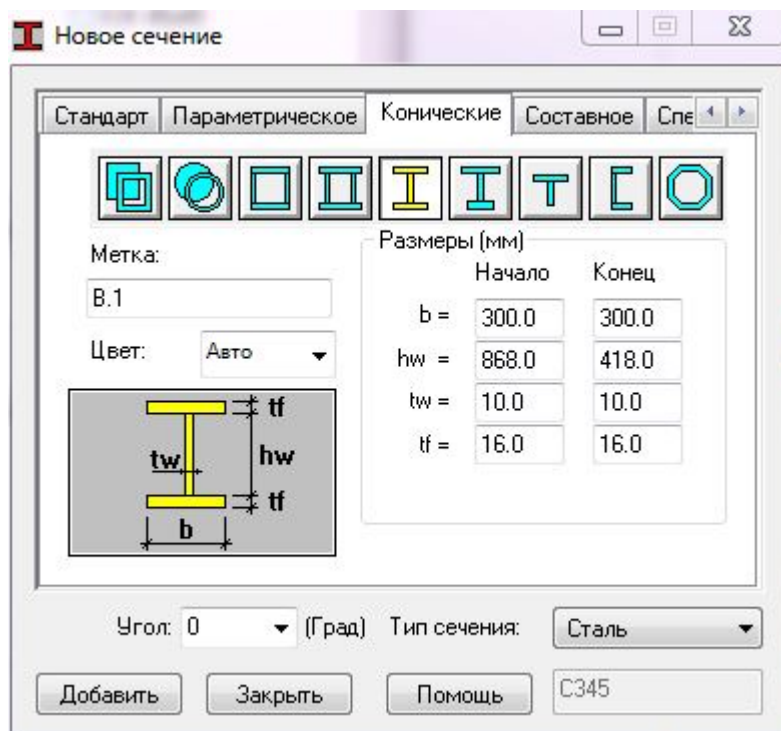 Новое сечение
Стандарт Параметрическое Конические Составное Спе
Метка: Размеры (мм)
B.1 Начало Конец
b = 300.0 300.0
Цвет: Авто hw = 868.0 418.0
tw = 10.0 10.0
tf = 16.0 16.0
tf
tw hw
tf
b
Угол: 0 (Град) Тип сечения: Сталь
Добавить Закрыть Помощь C345